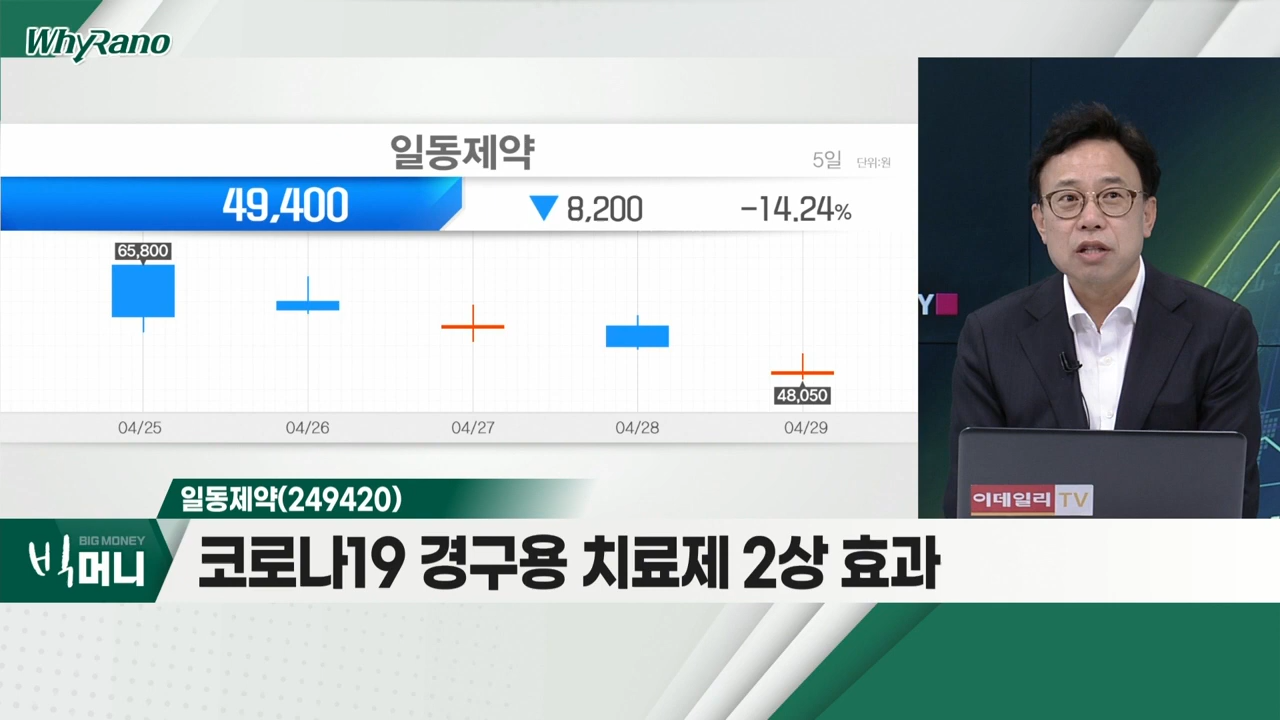 WhyRano
일동제약
5일 단위:원
49,400 ▼ 8,200 -14.24%
65,800
48,050
04/25 04/26 04/27 04/28 04/29
Y
이데일리 TV
일동제약(249420)
BIG MONEY
빅머니
코로나19 경구용 치료제 2상 효과